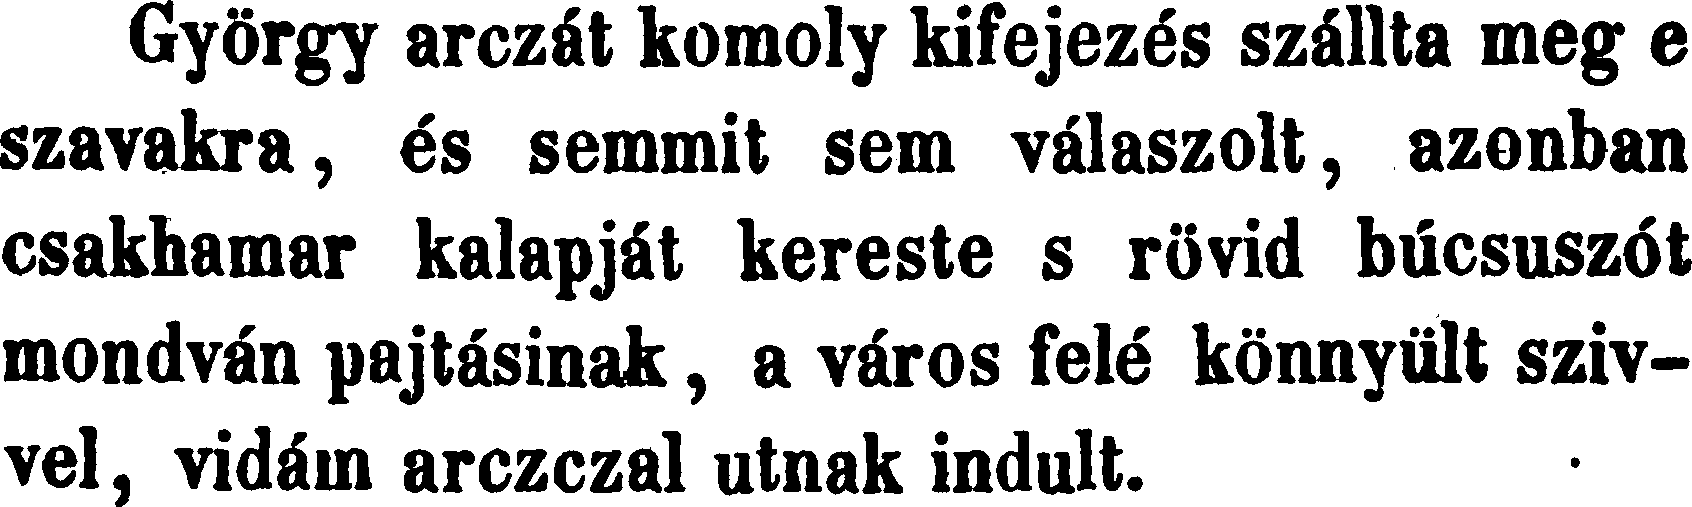 György arczát komoly kifejezés szállta meg e
szavakra, és semmit sem válaszolt, azonban
csakhamar kalapját kereste s rövid búcsuszót
mondván pajtásinak, a város felé könnyült sziv-
vel, vidám arczczal utnak indult.